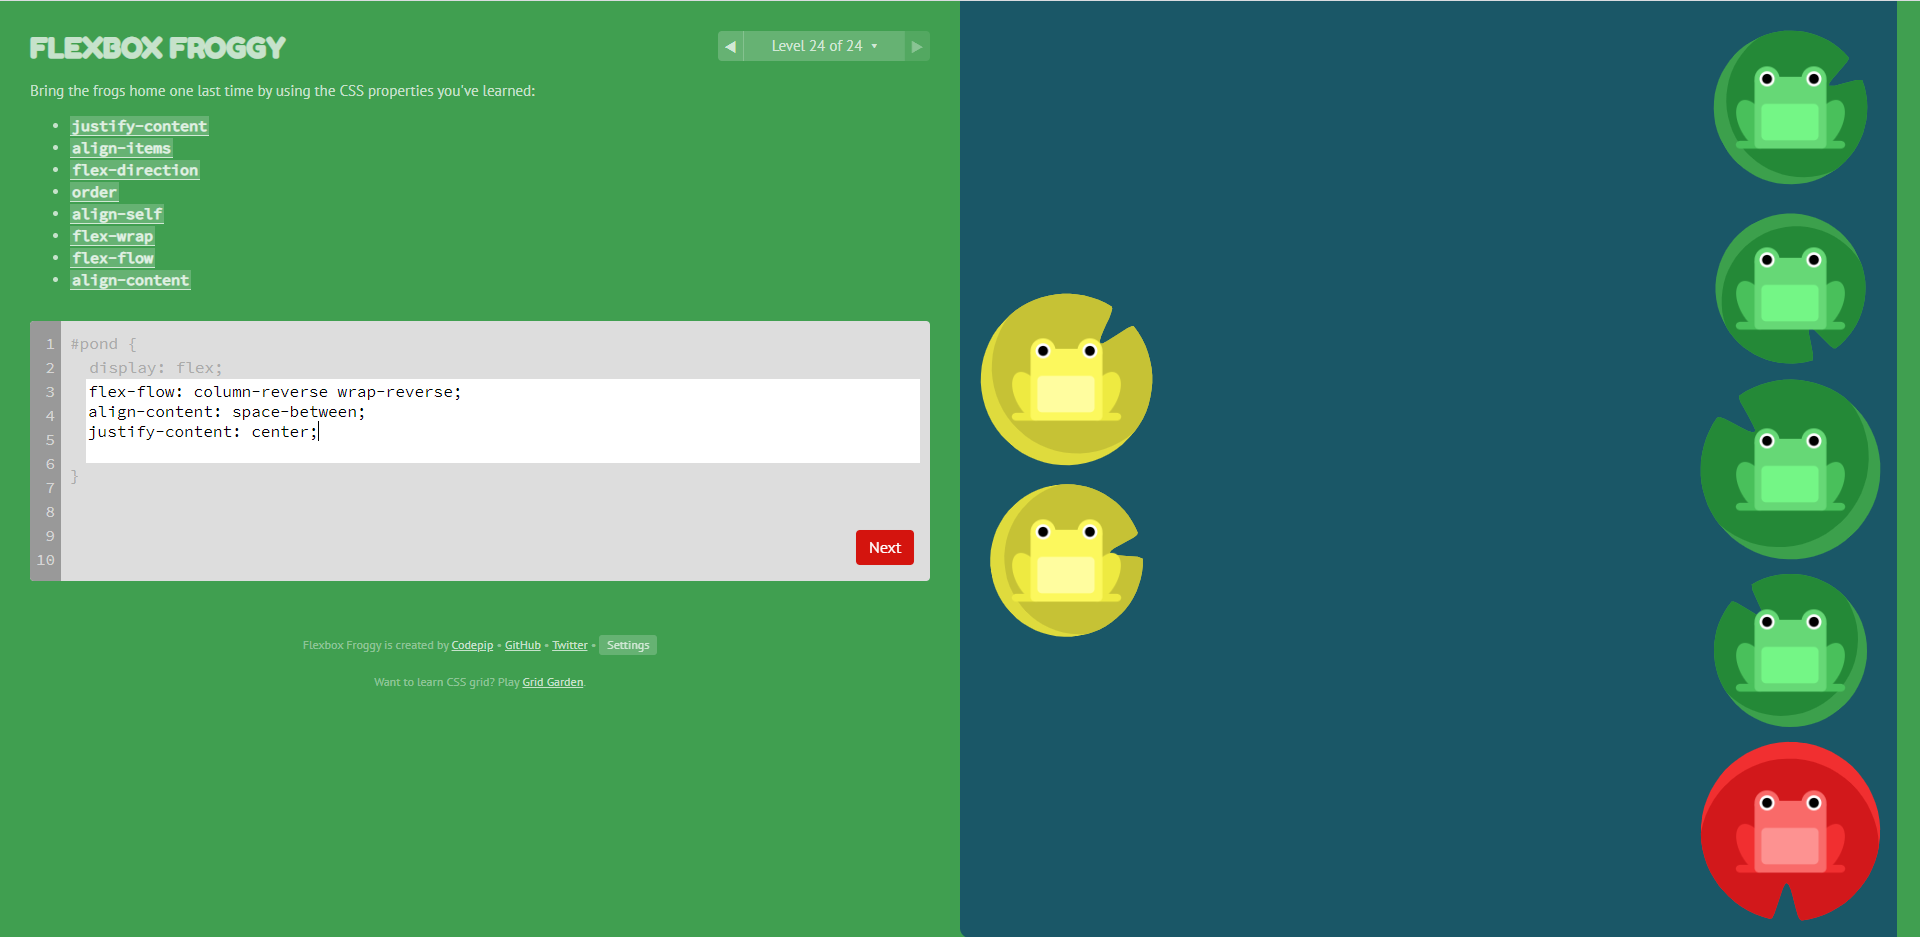 FLEXBOX FROGGY
Level 24 of 24
Bring the frogs home one last time by using the CSS properties you've learned:
justify-content
align-items
flex-direction
order
align-self
flex-wrap
flex-flow
align-content
1 #pond {
2 display: flex;
3 flex-flow: column-reverse wrap-reverse;
4 align-content: space-between;
5 justify-content: center;
6 }
7
8
9
10
Next
Flexbox Froggy is created by Codepip • GitHub • Twitter • Settings
Want to learn CSS grid? Play Grid Garden.